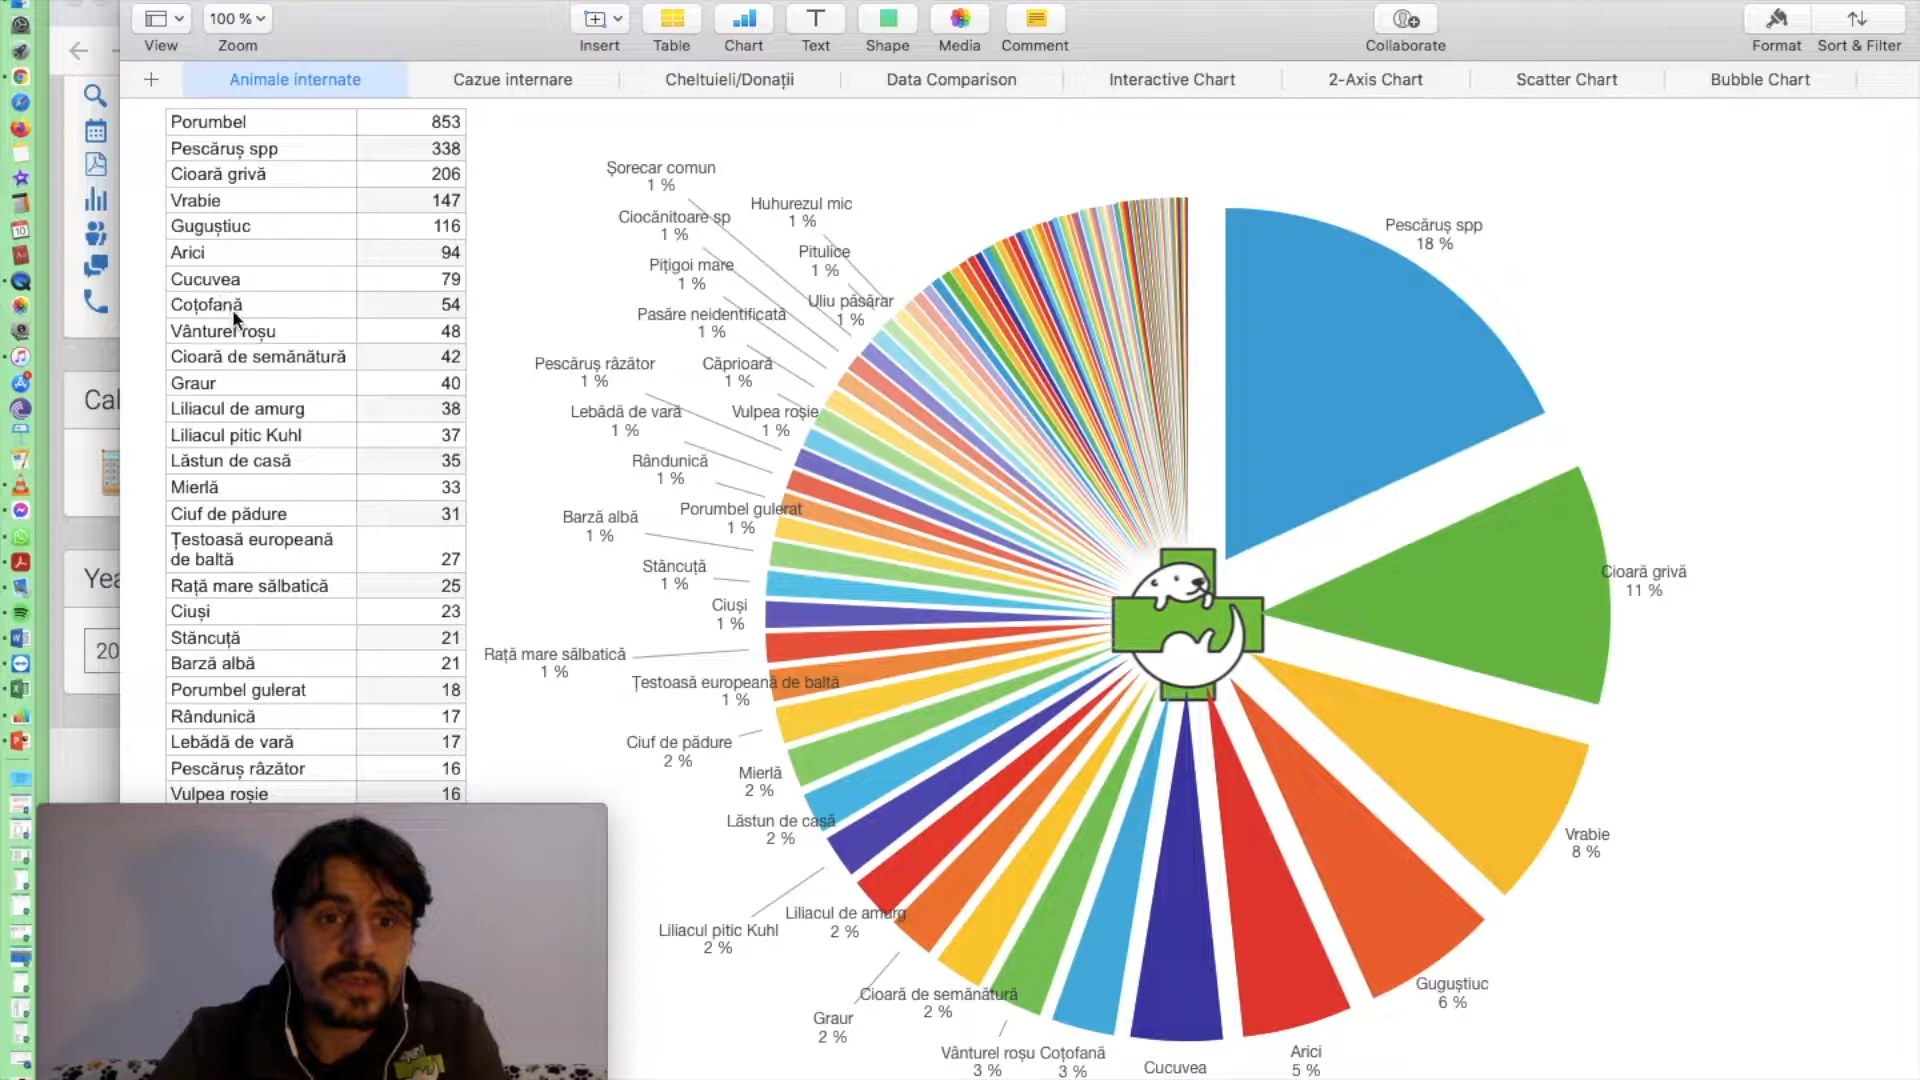 100 %
View
Zoom
Insert
Table
Chart
Text
Shape
Media
Comment
Collaborate
Format
Sort & Filter
Animale internate
Cazue internare
Cheltuieli/Donații
Data Comparison
Interactive Chart
2-Axis Chart
Scatter Chart
Bubble Chart
Porumbel 853
Pescăruș spp 338
Cioară grivă 206
Vrabie 147
Guguștiuc 116
Arici 94
Cucuvea 79
Coțofană 54
Vânturel roșu 48
Cioară de semănătură 42
Graur 40
Liliacul de amurg 38
Liliacul pitic Kuhl 37
Lăstun de casă 35
Mierlă 33
Ciuf de pădure 31
Țestoasă europeană
de baltă 27
Rață mare sălbatică 25
Ciuși 23
Stăncuță 21
Barză albă 21
Porumbel gulerat 18
Rândunică 17
Lebădă de vară 17
Pescăruș râzător 16
Vulpea roșie 16
Cal
Yea
20
Șorecar comun
1 %
Huhurezul mic
1 %
Ciocănitoare sp
1 %
Pitulice
1 %
Pițigoi mare
1 %
Uliu păsărar
1 %
Pasăre neidentificată
1 %
Pescăruș râzător
1 %
Căprioară
1 %
Lebădă de vară
1 %
Vulpea roșie
1 %
Rândunică
1 %
Porumbel gulerat
1 %
Barză albă
1 %
Stăncuță
1 %
Ciuși
1 %
Rață mare sălbatică
1 %
Țestoasă europeană de baltă
1 %
Ciuf de pădure
2 %
Mierlă
2 %
Lăstun de casă
2 %
Liliacul pitic Kuhl
2 %
Liliacul de amurg
2 %
Graur
2 %
Cioară de semănătură
2 %
Vânturel roșu
3 %
Coțofană
3 %
Cucuvea
Arici
5 %
Guguștiuc
6 %
Vrabie
8 %
Cioară grivă
11 %
Pescăruș spp
18 %